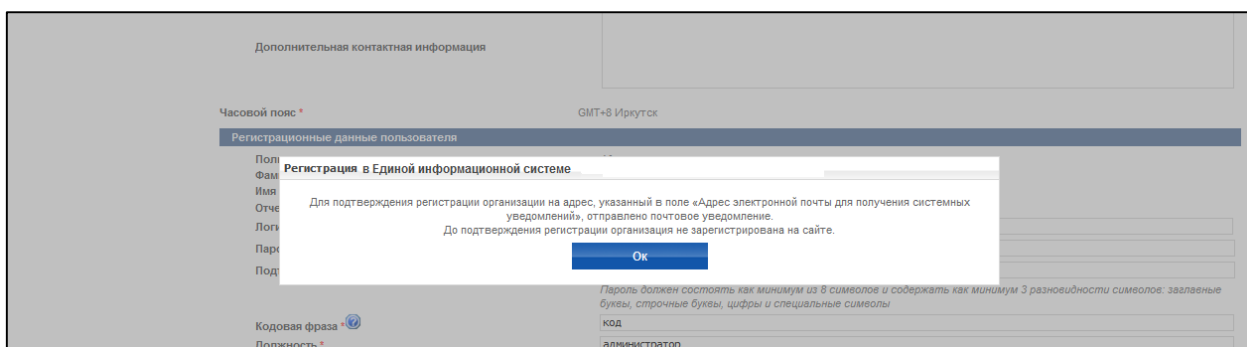 Дополнительная контактная информация
Часовой пояс * GMT+8 Иркутск
Регистрационные данные пользователя
Регистрация в Единой информационной системе
Имя
Для подтверждения регистрации организации на адрес, указанный в поле «Адрес электронной почты для получения системных
уведомлений», отправлено почтовое уведомление.
До подтверждения регистрации организация не зарегистрирована на сайте.
Ок
Пароль должен состоять как минимум из 8 символов и содержать как минимум 3 разновидности символов: заглавные
буквы, строчные буквы, цифры и специальные символы
Кодовая фраза * код
Должность * администратор